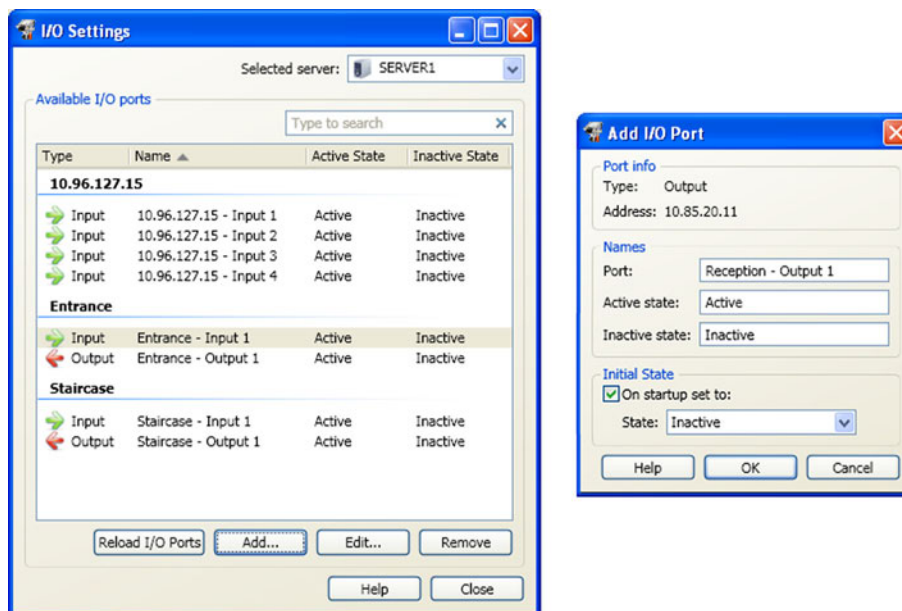 I/O Settings
Selected server: SERVER1
Available I/O ports
Type to search
Type Name Active State Inactive State
10.96.127.15
Input 10.96.127.15 - Input 1 Active Inactive
Input 10.96.127.15 - Input 2 Active Inactive
Input 10.96.127.15 - Input 3 Active Inactive
Input 10.96.127.15 - Input 4 Active Inactive
Entrance
Input Entrance - Input 1 Active Inactive
Output Entrance - Output 1 Active Inactive
Staircase
Input Staircase - Input 1 Active Inactive
Output Staircase - Output 1 Active Inactive
Reload I/O Ports Add... Edit... Remove
Help Close
Add I/O Port
Port info
Type: Output
Address: 10.85.20.11
Names
Port: Reception - Output 1
Active state: Active
Inactive state: Inactive
Initial State
On startup set to:
State: Inactive
Help OK Cancel